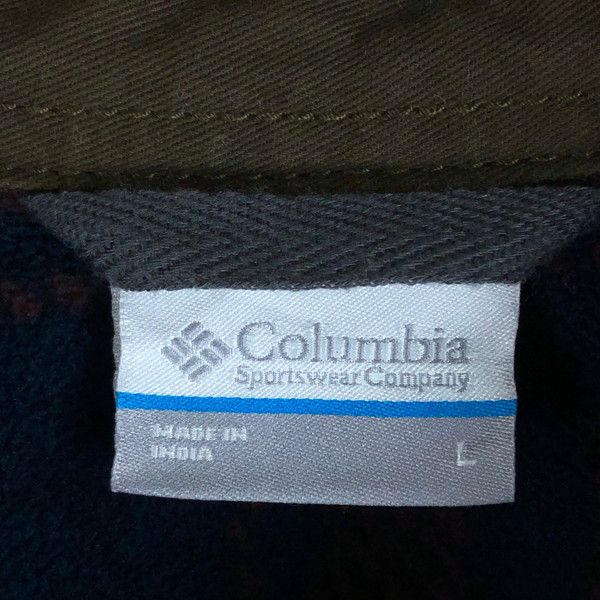 Columbia
Sportswear Company
MADE IN
INDIA
L